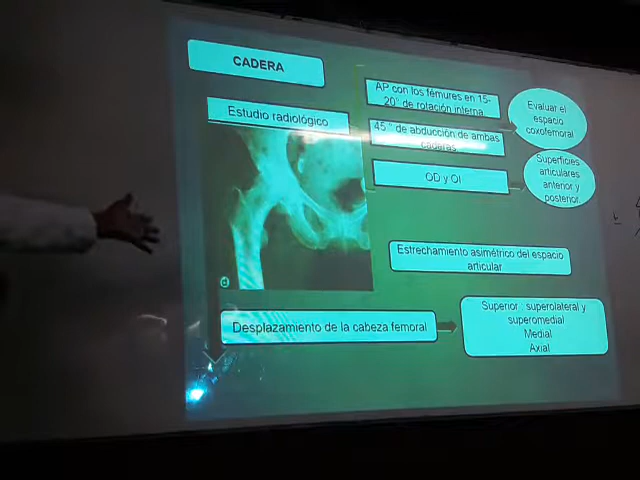 CADERA
Estudio radiológico
AP con los fémures en 15-
20° de rotación interna
Evaluar el
espacio
coxofemoral
45 ° de abducción de ambas
caderas
OD y OI
Superficies
articulares
anterior y
posterior
Estrechamiento asimétrico del espacio
articular
Desplazamiento de la cabeza femoral
Superior : superolateral y
superomedial
Medial
Axial
d